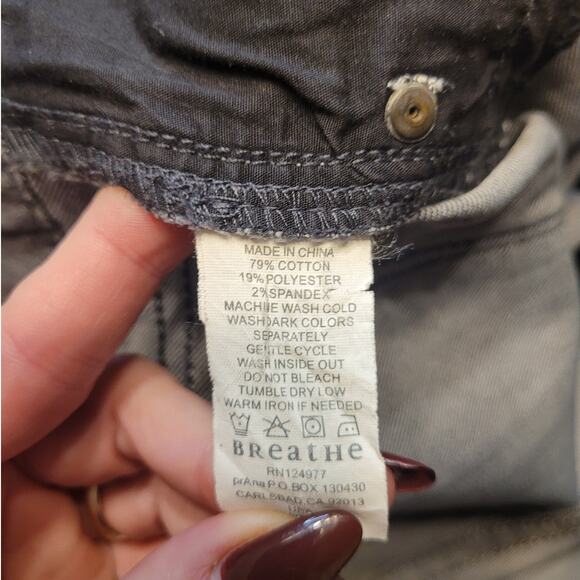 MADE IN CHINA
79% COTTON
19% POLYESTER
2% SPANDEX
MACHINE WASH COLD
WASH DARK COLORS
SEPARATELY
GENTLE CYCLE
WASH INSIDE OUT
DO NOT BLEACH
TUMBLE DRY LOW
WARM IRON IF NEEDED
BReatHe
RN124977
prAna P.O.BOX 130430
CARLSBAD, CA 92013